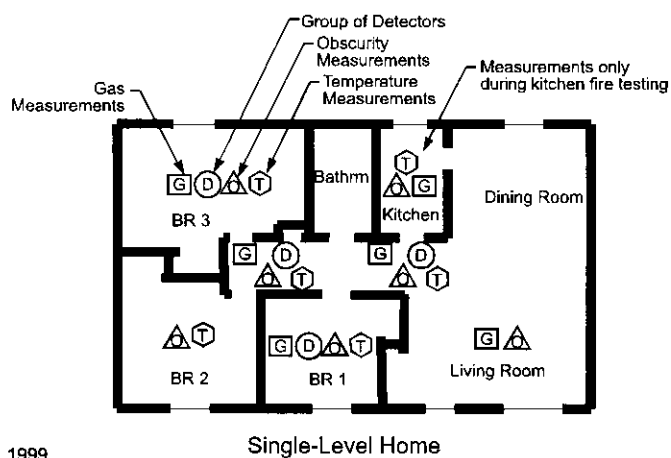 Group of Detectors
Obscurity
Measurements
Gas
Measurements
Temperature
Measurements
Measurements only
during kitchen fire testing
G D O T
BR 3
Bathrm
T
O G
Kitchen
Dining Room
G D
O T
G D
O T
O T
BR 2
G D O T
BR 1
G O
Living Room
1999
Single-Level Home